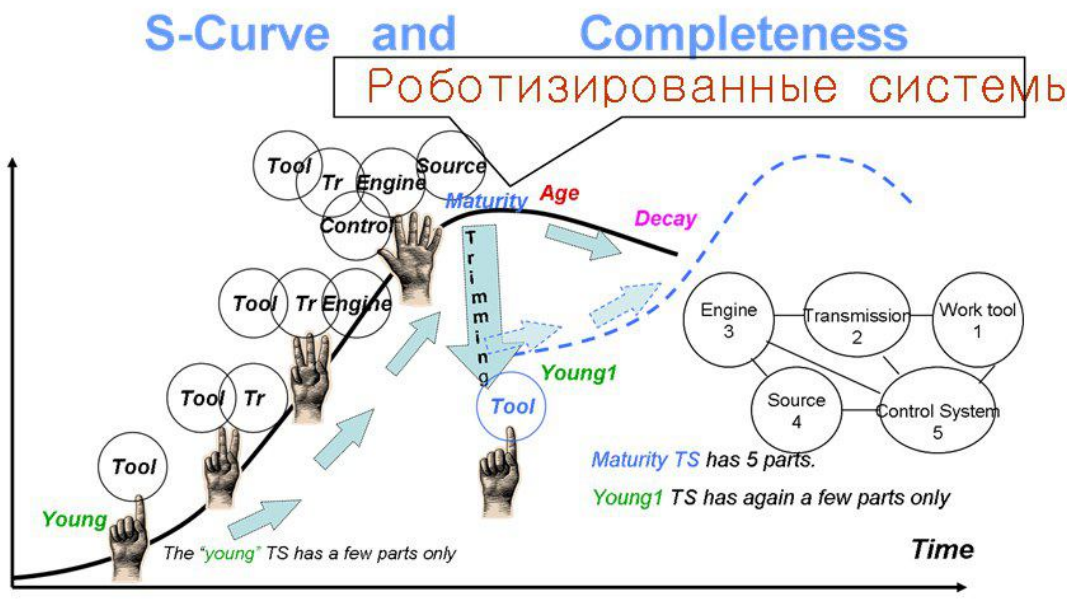 S-Curve and Completeness
Роботизированные системь
Tool Tr Engine Source
Control
Maturity Age
Decay
Trimming
Tool Tr Engine
Tool Tr
Tool
Young
The "young" TS has a few parts only
Young1
Tool
Engine
3
Transmission
2
Work tool
1
Source
4
Control System
5
Maturity TS has 5 parts.
Young1 TS has again a few parts only
Time